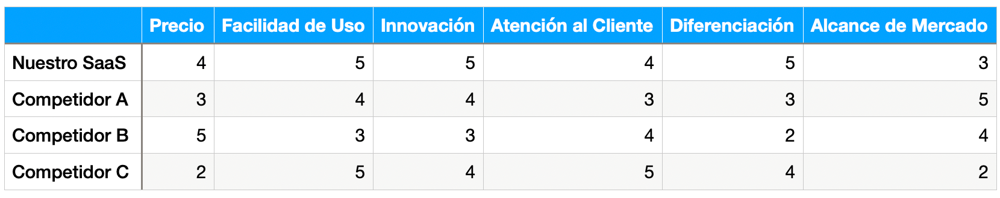 Precio Facilidad de Uso Innovación Atención al Cliente Diferenciación Alcance de Mercado
Nuestro SaaS 4 5 5 4 5 3
Competidor A 3 4 4 3 3 5
Competidor B 5 3 3 4 2 4
Competidor C 2 5 4 5 4 2